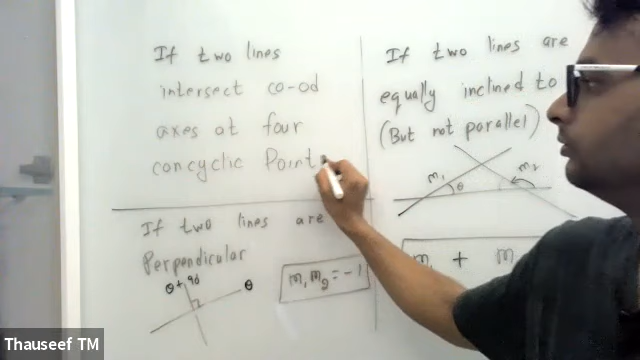 If two lines
intersect co-od
axes at four
concyclic Point
If two lines are
equally inclined to
(But not parallel)
m₁
θ
m₂
If two lines are
Perpendicular
θ+90
θ
m₁m₂ = -1
m₁ + m
Thauseef TM